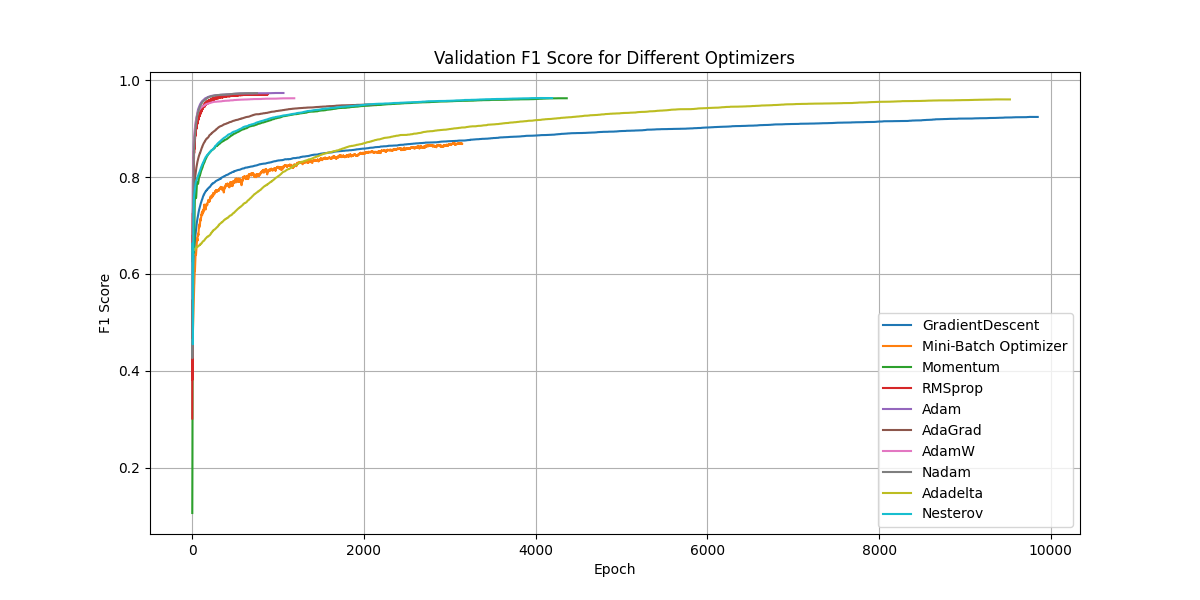 Validation F1 Score for Different Optimizers
1.0
0.8
0.6
0.4
0.2
F1 Score
0
2000
4000
6000
8000
10000
Epoch
GradientDescent
Mini-Batch Optimizer
Momentum
RMSprop
Adam
AdaGrad
AdamW
Nadam
Adadelta
Nesterov